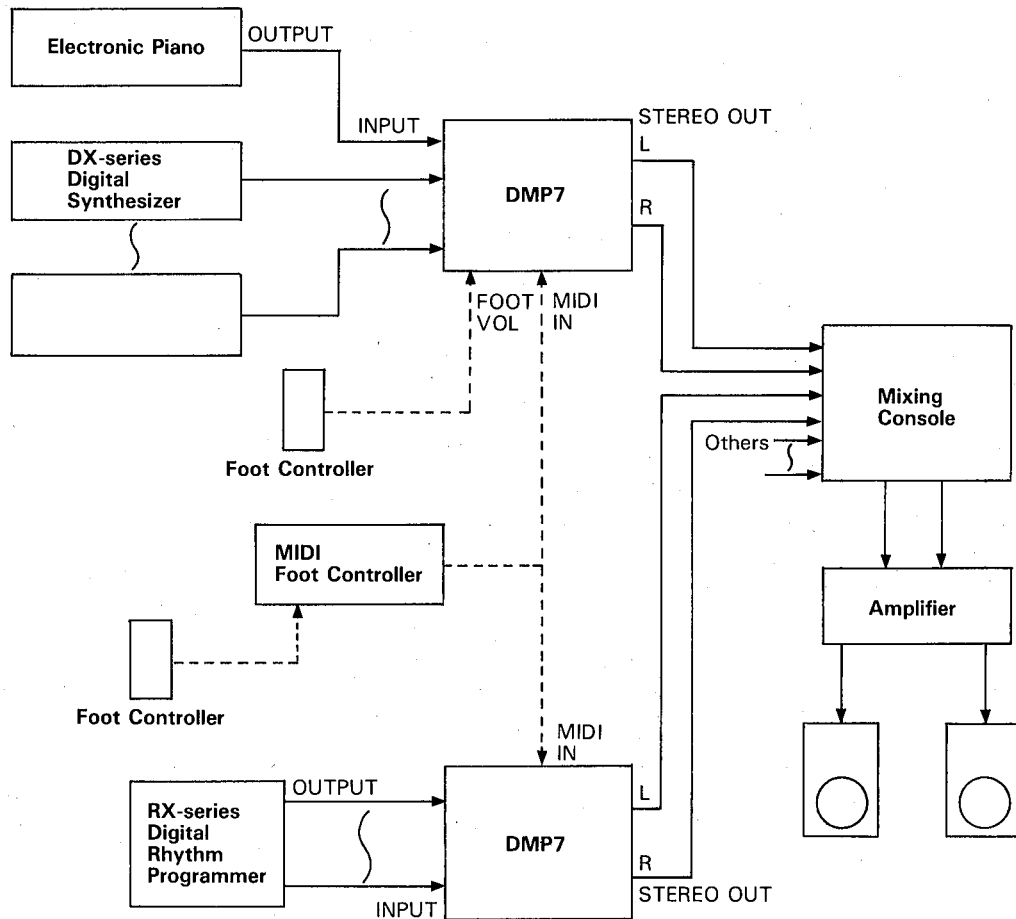 Electronic Piano
OUTPUT
INPUT
DX-series
Digital
Synthesizer
DMP7
STEREO OUT
L
R
FOOT
VOL
MIDI
IN
Foot Controller
Mixing
Console
Others
MIDI
Foot Controller
Foot Controller
Amplifier
MIDI
IN
RX-series
Digital
Rhythm
Programmer
OUTPUT
INPUT
DMP7
L
R
STEREO OUT